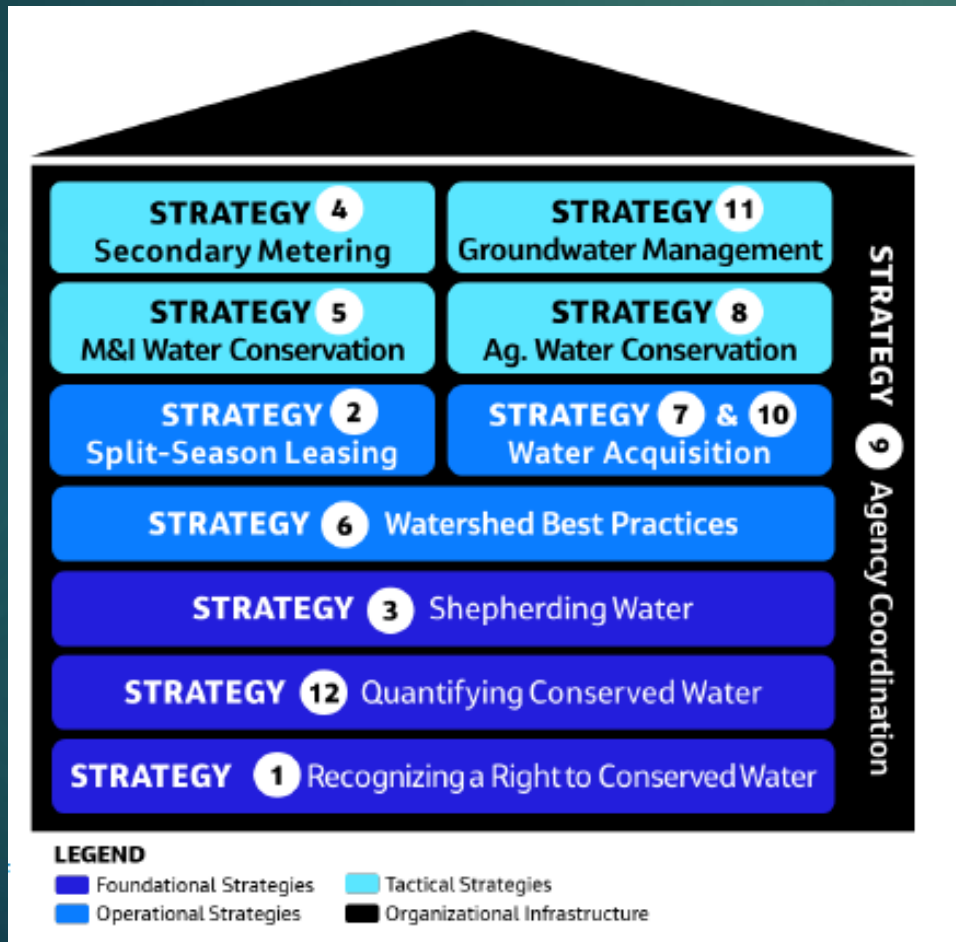 STRATEGY 4
Secondary Metering
STRATEGY 11
Groundwater Management
STRATEGY 5
M&I Water Conservation
STRATEGY 8
Ag. Water Conservation
STRATEGY 2
Split-Season Leasing
STRATEGY 7 & 10
Water Acquisition
STRATEGY 6 Watershed Best Practices
STRATEGY 3 Shepherding Water
STRATEGY 12 Quantifying Conserved Water
STRATEGY 1 Recognizing a Right to Conserved Water
STRATEGY 9 Agency Coordination
LEGEND
Foundational Strategies
Tactical Strategies
Operational Strategies
Organizational Infrastructure